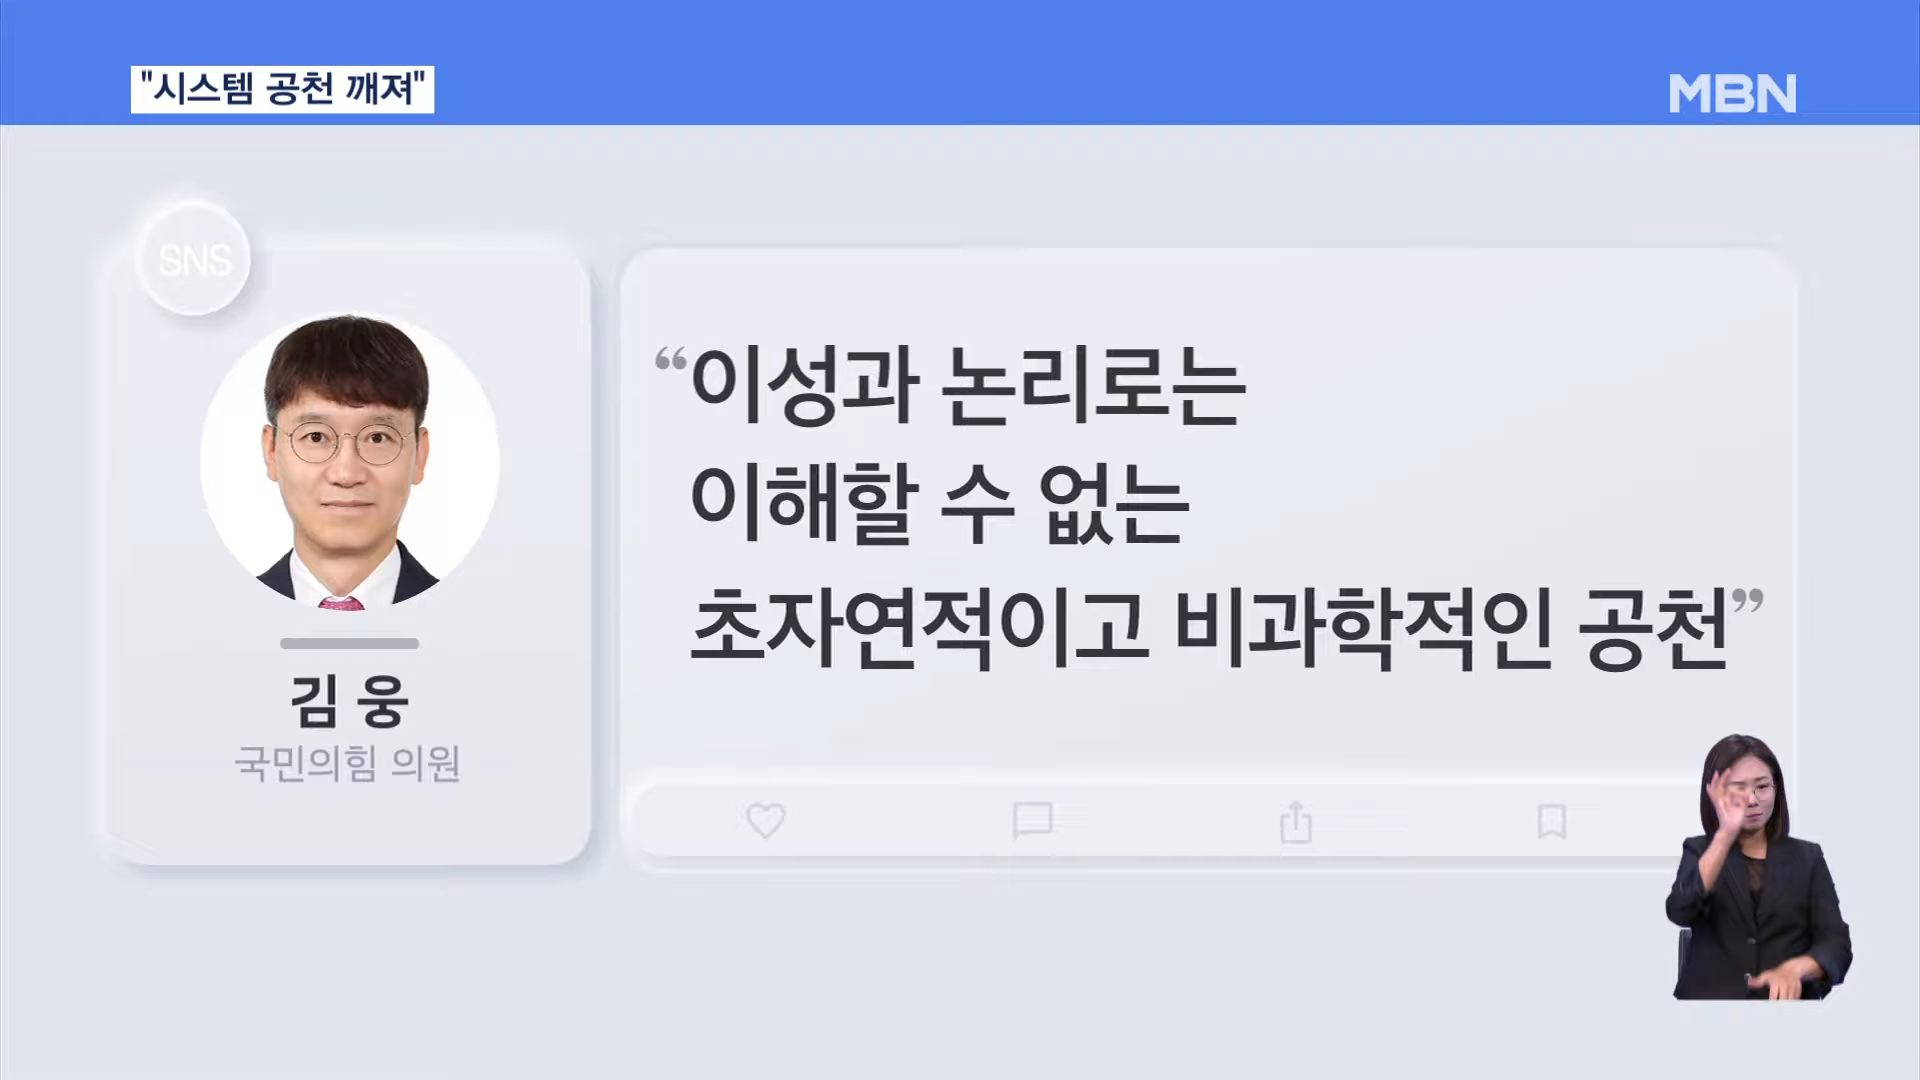 "시스템 공천 깨져"
MBN
SNS
“이성과 논리로는
이해할 수 없는
초자연적이고 비과학적인 공천”
김 웅
국민의힘 의원